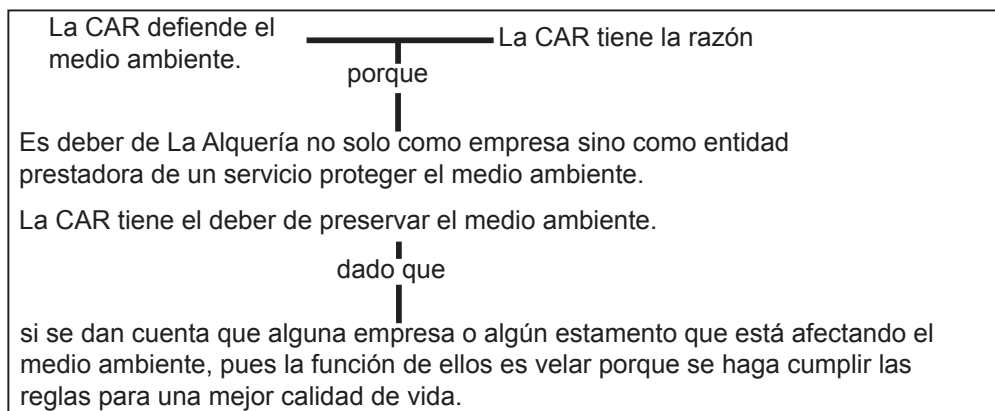 La CAR defiende el
medio ambiente.
La CAR tiene la razón
porque
Es deber de La Alquería no solo como empresa sino como entidad
prestadora de un servicio proteger el medio ambiente.
La CAR tiene el deber de preservar el medio ambiente.
dado que
si se dan cuenta que alguna empresa o algún estamento que está afectando el
medio ambiente, pues la función de ellos es velar porque se haga cumplir las
reglas para una mejor calidad de vida.